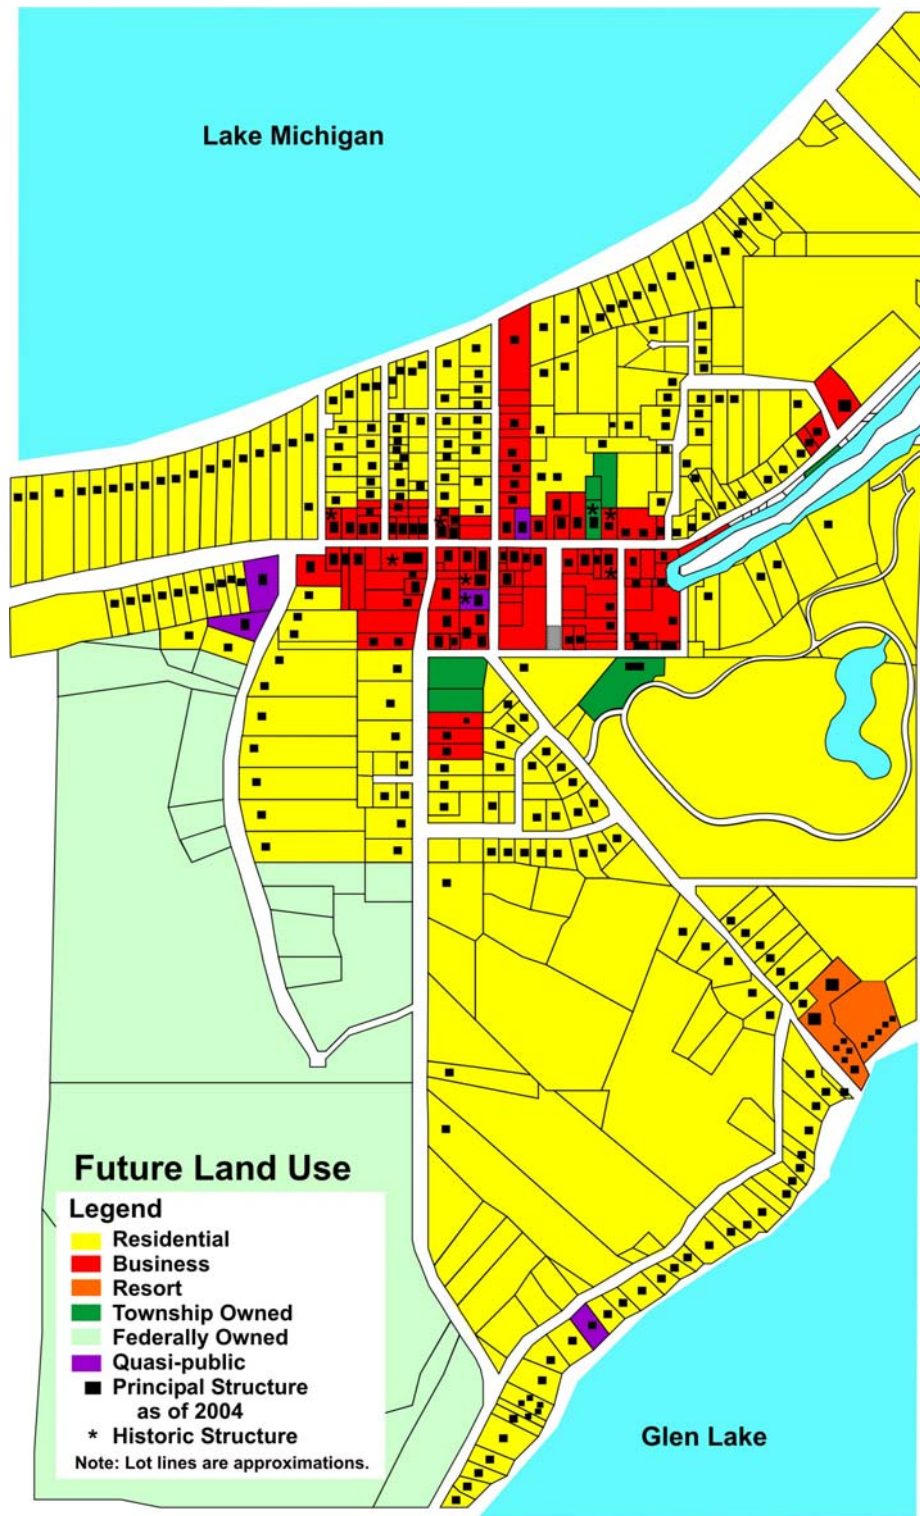 Lake Michigan
Future Land Use
Legend
Residential
Business
Resort
Township Owned
Federally Owned
Quasi-public
Principal Structure
as of 2004
* Historic Structure
Note: Lot lines are approximations.
Glen Lake